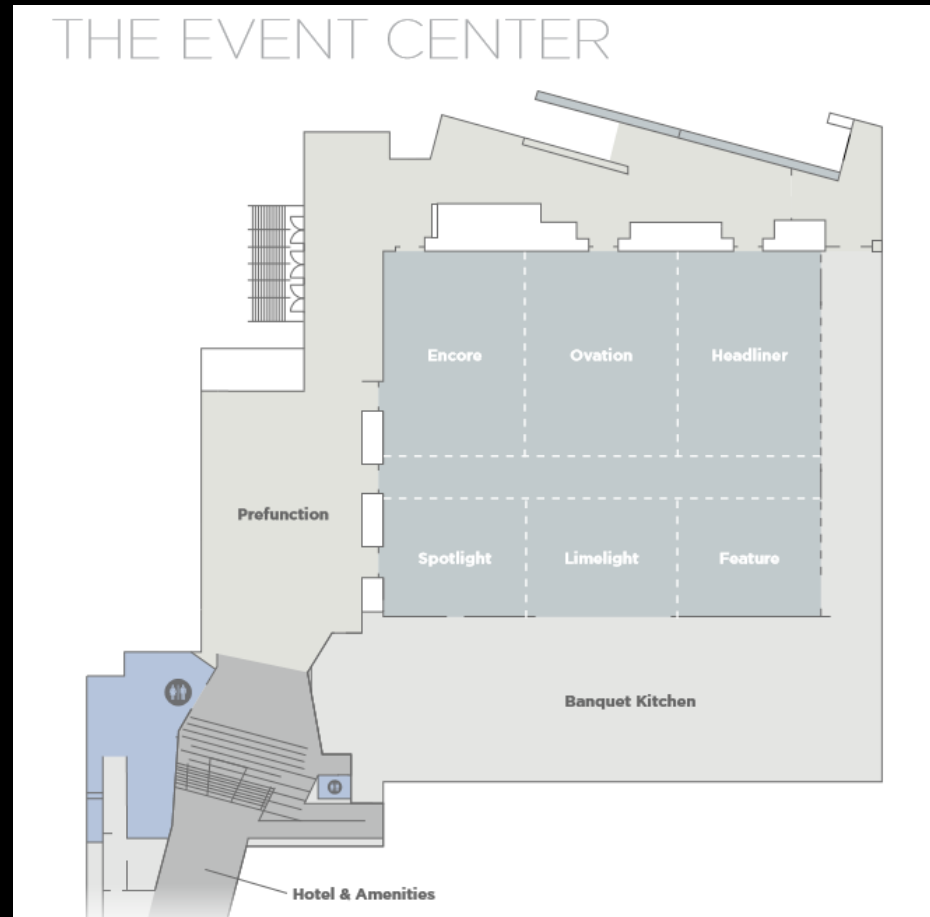 THE EVENT CENTER
Encore
Ovation
Headliner
Prefunction
Spotlight
Limelight
Feature
Banquet Kitchen
Hotel & Amenities